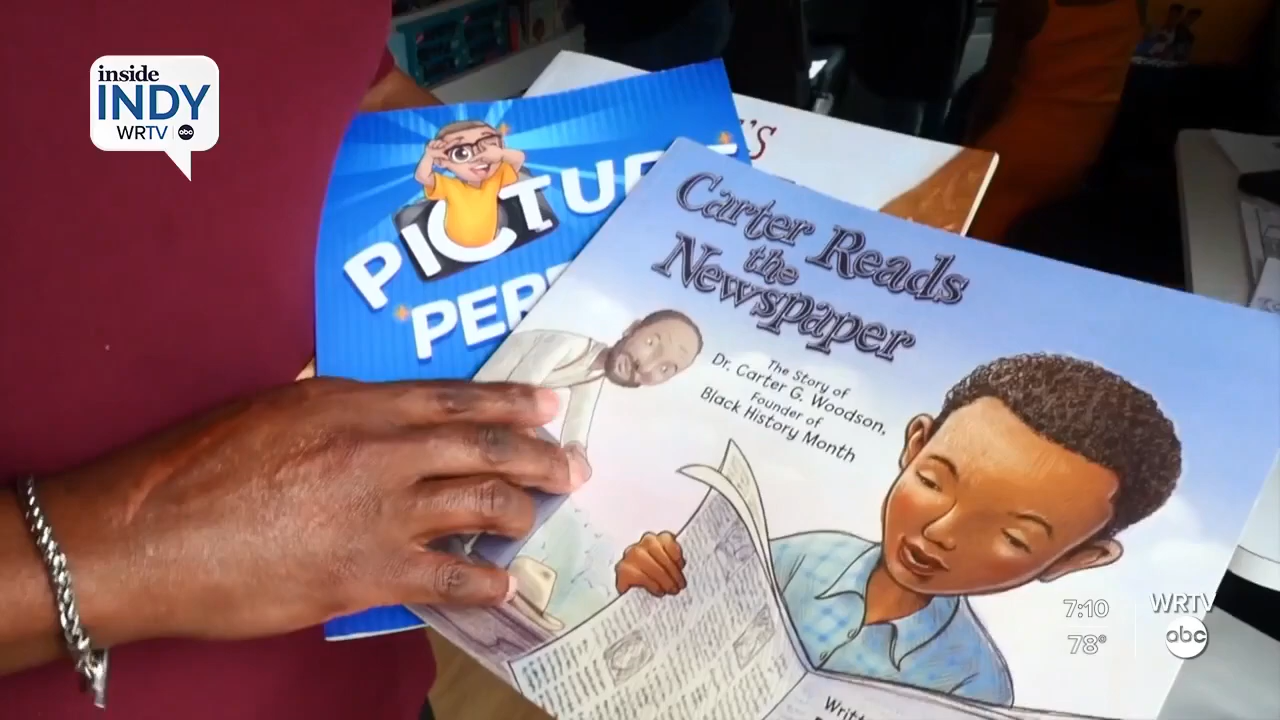 inside
INDY
WRTV abc
'S
PICTU
PER
Carter Reads
the
Newspaper
The Story of
Dr. Carter G. Woodson,
Founder of
Black History Month
7:10
78°
WRTV
abc